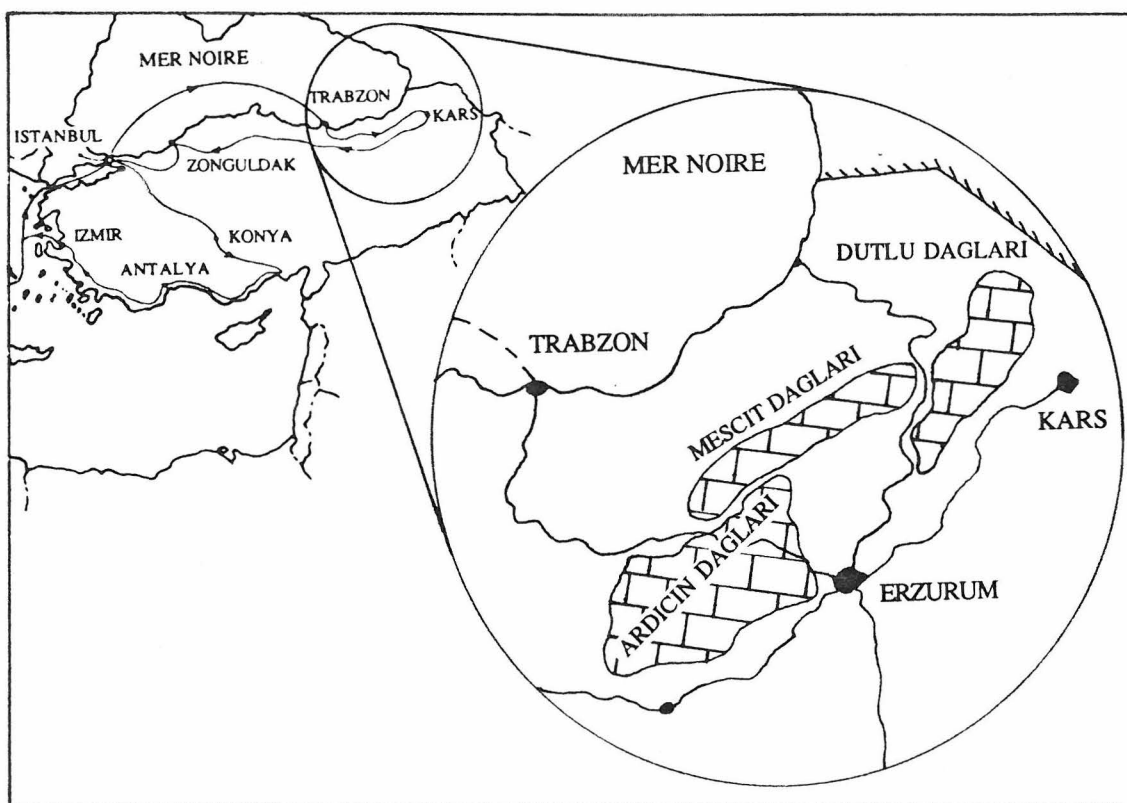 MER NOIRE
TRABZON
KARS
ISTANBUL
ZONGULDAK
IZMIR
KONYA
ANTALYA
MER NOIRE
DUTLU DAGLARI
TRABZON
MESCIT DAGLARI
KARS
ARDICIN DAGLARI
ERZURUM